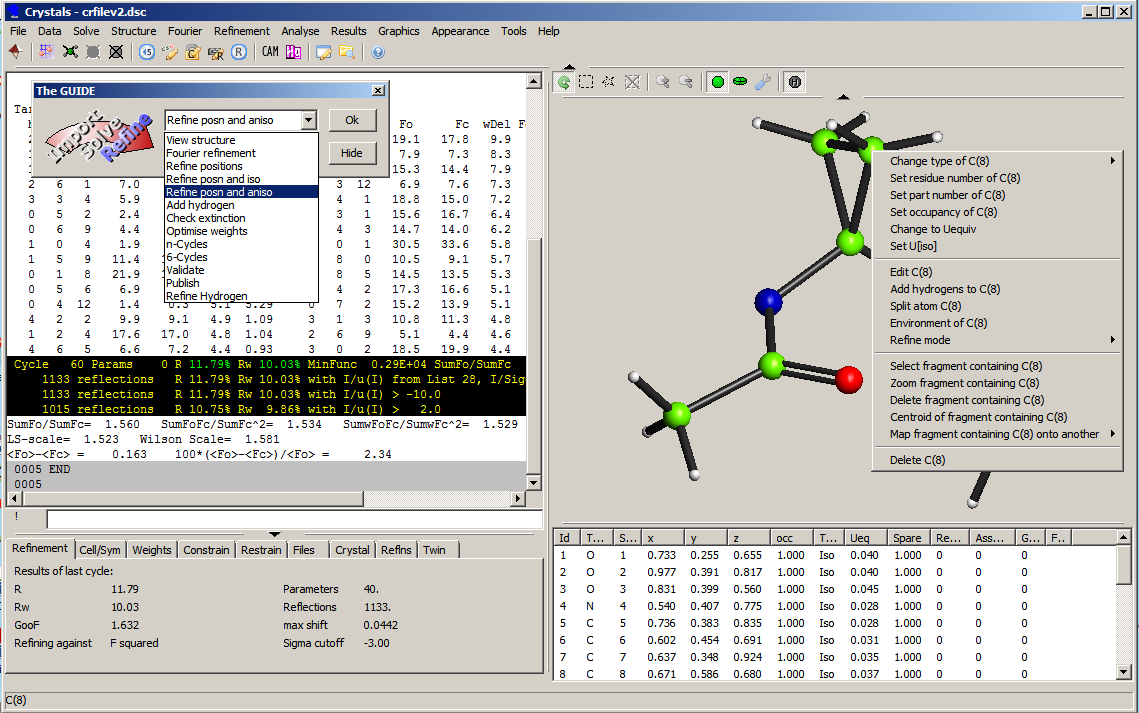 Crystals - crfilev2.dsc
File Data Solve Structure Fourier Refinement Analyse Results Graphics Appearance Tools Help
45 C R R CAM H
The GUIDE
Import Solve Refine
Refine posn and aniso
Ok
Hide
View structure
Fourier refinement
Refine positions
Refine posn and iso
Refine posn and aniso
Add hydrogen
Check extinction
Optimise weights
n-Cycles
6-Cycles
Validate
Publish
Refine Hydrogen
Tar
Fo Fc wDel F
19.1 17.8 9.9
7.9 7.3 8.3
15.3 14.4 7.9
2 6 1 7.0 3 12 6.9 7.6 7.3
3 3 4 5.9 4 1 18.8 15.0 7.2
0 5 2 2.4 3 1 15.6 16.7 6.4
0 6 9 4.4 4 3 14.7 14.0 6.2
1 0 4 1.9 0 1 30.5 33.6 5.8
1 5 9 11.4 8 0 10.5 9.1 5.7
0 1 8 21.9 8 5 14.5 13.5 5.3
0 5 6 6.9 4 2 17.3 16.6 5.1
0 4 12 1.4 0.3 5.1 5.29 0 7 2 15.2 13.9 5.1
4 2 2 9.9 9.1 4.9 1.09 3 1 3 10.8 11.3 4.8
1 2 4 17.6 17.0 4.8 1.04 2 6 9 5.1 4.4 4.6
4 6 5 6.6 7.2 4.4 0.93 3 0 2 18.5 19.9 4.4
Cycle 60 Params 0 R 11.79% Rw 10.03% MinFunc 0.29E+04 SumFo/SumFc
1133 reflections R 11.79% Rw 10.03% with I/u(I) from List 28, I/Sig
1133 reflections R 11.79% Rw 10.03% with I/u(I) > -10.0
1015 reflections R 10.75% Rw 9.86% with I/u(I) > 2.0
SumFo/SumFc= 1.560 SumFoFc/SumFc^2= 1.534 SumwFoFc/SumwFc^2= 1.529
LS-scale= 1.523 Wilson Scale= 1.581
<Fo>-<Fc> = 0.163 100*(<Fo>-<Fc>)/<Fo> = 2.34
0005 END
0005
!
Refinement Cell/Sym Weights Constrain Restrain Files Crystal Reflns Twin
Results of last cycle:
R 11.79 Parameters 40.
Rw 10.03 Reflections 1133.
GooF 1.632 max shift 0.0442
Refining against F squared Sigma cutoff -3.00
Change type of C(8)
Set residue number of C(8)
Set part number of C(8)
Set occupancy of C(8)
Change to Uequiv
Set U[iso]
Edit C(8)
Add hydrogens to C(8)
Split atom C(8)
Environment of C(8)
Refine mode
Select fragment containing C(8)
Zoom fragment containing C(8)
Delete fragment containing C(8)
Centroid of fragment containing C(8)
Map fragment containing C(8) onto another
Delete C(8)
Id T... S... x y z occ T... Ueq Spare Re... Ass... G... F..
1 O 1 0.733 0.255 0.655 1.000 Iso 0.040 1.000 0 0 0
2 O 2 0.977 0.391 0.817 1.000 Iso 0.040 1.000 0 0 0
3 O 3 0.831 0.399 0.560 1.000 Iso 0.045 1.000 0 0 0
4 N 4 0.540 0.407 0.775 1.000 Iso 0.028 1.000 0 0 0
5 C 5 0.736 0.383 0.835 1.000 Iso 0.028 1.000 0 0 0
6 C 6 0.602 0.454 0.691 1.000 Iso 0.031 1.000 0 0 0
7 C 7 0.637 0.348 0.924 1.000 Iso 0.035 1.000 0 0 0
8 C 8 0.671 0.586 0.680 1.000 Iso 0.037 1.000 0 0 0
C(8)